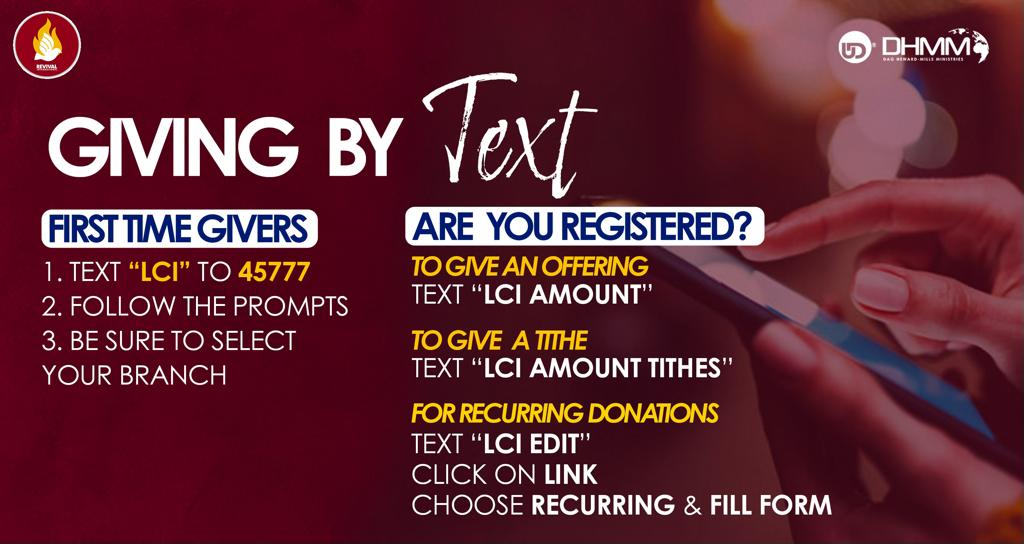 REVIVAL
UD®
DHMM
DAG HEWARD-MILLS MINISTRIES
GIVING BY Text
FIRST TIME GIVERS
1. TEXT “LCI” TO 45777
2. FOLLOW THE PROMPTS
3. BE SURE TO SELECT
YOUR BRANCH
ARE YOU REGISTERED?
TO GIVE AN OFFERING
TEXT “LCI AMOUNT”
TO GIVE A TITHE
TEXT “LCI AMOUNT TITHES”
FOR RECURRING DONATIONS
TEXT “LCI EDIT”
CLICK ON LINK
CHOOSE RECURRING & FILL FORM